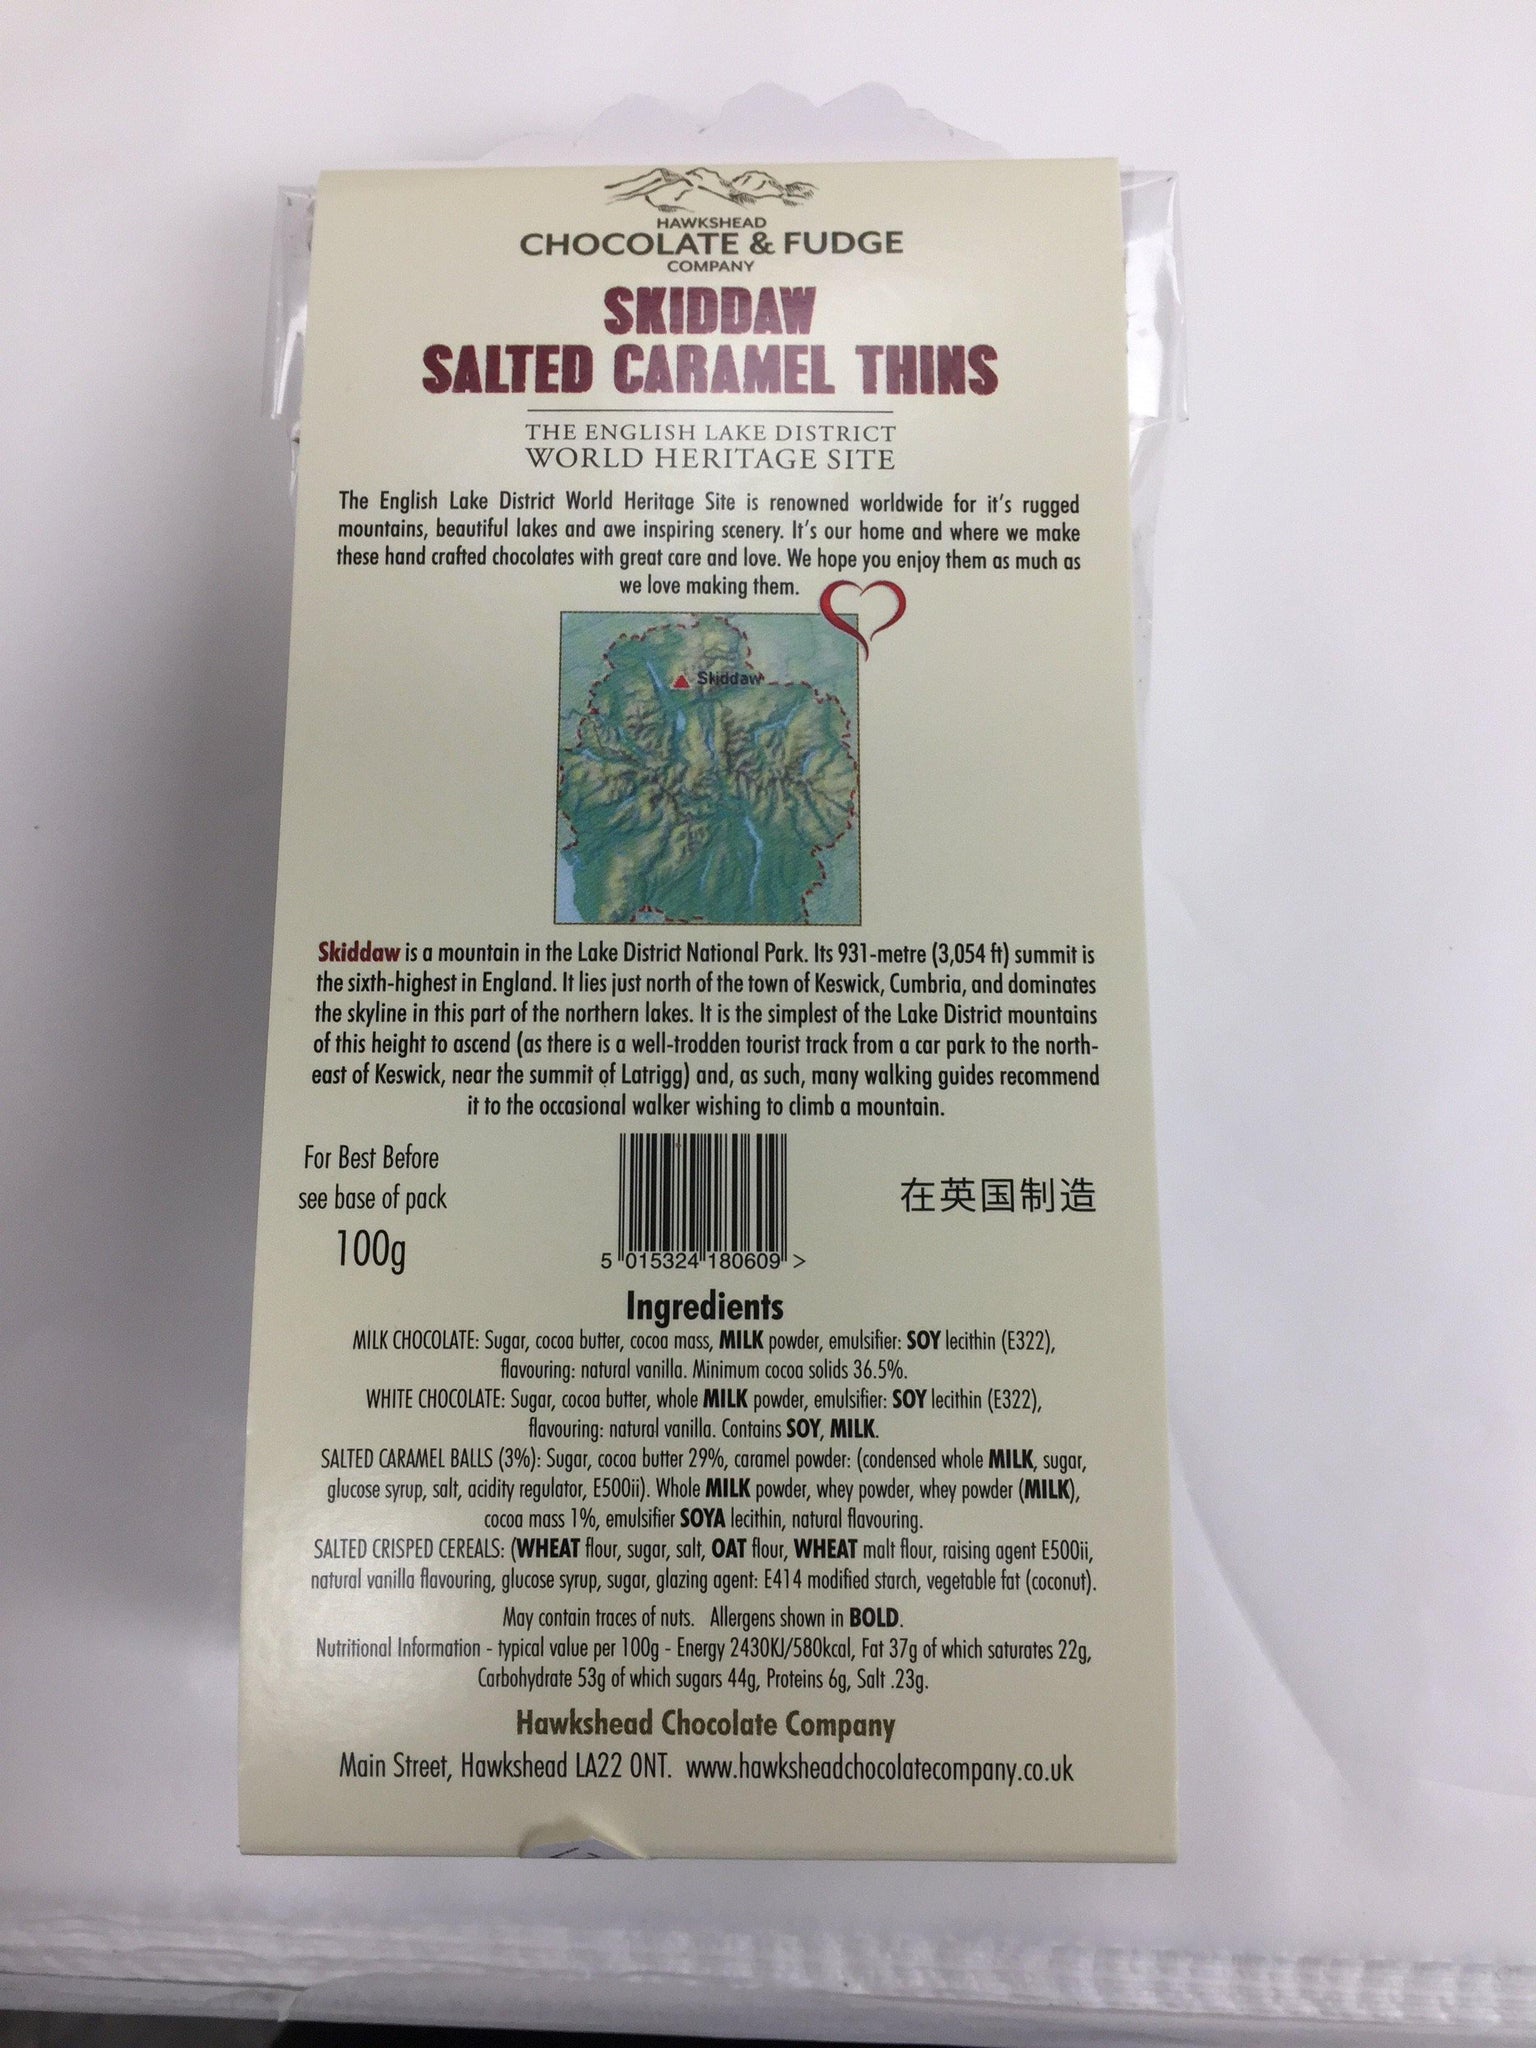 HAWKSHEAD
CHOCOLATE & FUDGE
COMPANY
SKIDDAW
SALTED CARAMEL THINS
THE ENGLISH LAKE DISTRICT
WORLD HERITAGE SITE
The English Lake District World Heritage Site is renowned worldwide for it's rugged
mountains, beautiful lakes and awe inspiring scenery. It's our home and where we make
these hand crafted chocolates with great care and love. We hope you enjoy them as much as
we love making them.
Skiddaw
Skiddaw is a mountain in the Lake District National Park. Its 931-metre (3,054 ft) summit is
the sixth-highest in England. It lies just north of the town of Keswick, Cumbria, and dominates
the skyline in this part of the northern lakes. It is the simplest of the Lake District mountains
of this height to ascend (as there is a well-trodden tourist track from a car park to the north-
east of Keswick, near the summit of Latrigg) and, as such, many walking guides recommend
it to the occasional walker wishing to climb a mountain.
For Best Before
see base of pack
100g
5 015324 180609 >
在英国制造
Ingredients
MILK CHOCOLATE: Sugar, cocoa butter, cocoa mass, MILK powder, emulsifier: SOY lecithin (E322),
flavouring: natural vanilla. Minimum cocoa solids 36.5%.
WHITE CHOCOLATE: Sugar, cocoa butter, whole MILK powder, emulsifier: SOY lecithin (E322),
flavouring: natural vanilla. Contains SOY, MILK.
SALTED CARAMEL BALLS (3%): Sugar, cocoa butter 29%, caramel powder: (condensed whole MILK, sugar,
glucose syrup, salt, acidity regulator, E500ii). Whole MILK powder, whey powder, whey powder (MILK),
cocoa mass 1%, emulsifier SOYA lecithin, natural flavouring.
SALTED CRISPED CEREALS: (WHEAT flour, sugar, salt, OAT flour, WHEAT malt flour, raising agent E500ii,
natural vanilla flavouring, glucose syrup, sugar, glazing agent: E414 modified starch, vegetable fat (coconut).
May contain traces of nuts. Allergens shown in BOLD.
Nutritional Information - typical value per 100g - Energy 2430KJ/580kcal, Fat 37g of which saturates 22g,
Carbohydrate 53g of which sugars 44g, Proteins 6g, Salt .23g.
Hawkshead Chocolate Company
Main Street, Hawkshead LA22 0NT. www.hawksheadchocolatecompany.co.uk